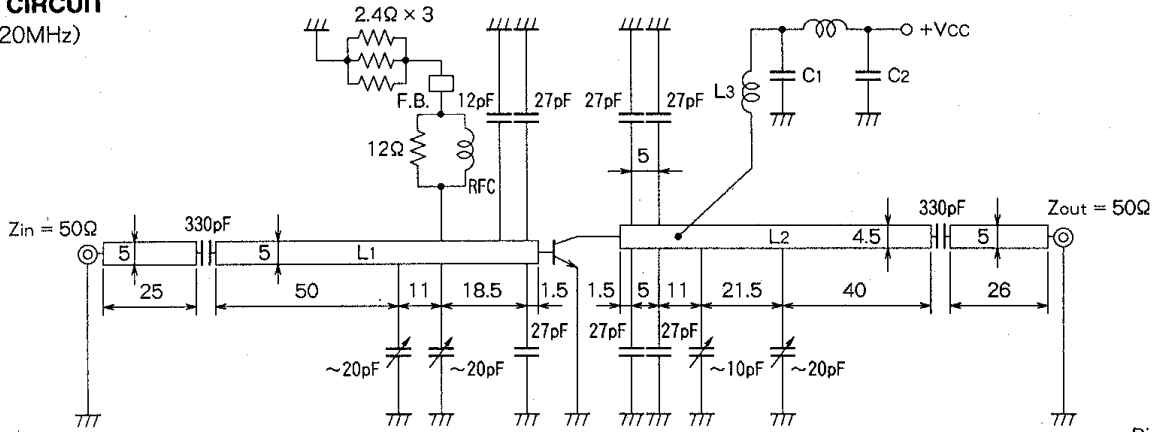 CIRCUIT
20MHz)
2.4Ω × 3
F.B.
12Ω
RFC
12pF
27pF
27pF
27pF
5
L3
C1
C2
+VCC
Zin = 50Ω
330pF
5
5
L1
L2
4.5
330pF
5
Zout = 50Ω
25
50
11
18.5
1.5
1.5
5
11
21.5
40
26
~20pF
~20pF
27pF
27pF
27pF
~10pF
~20pF